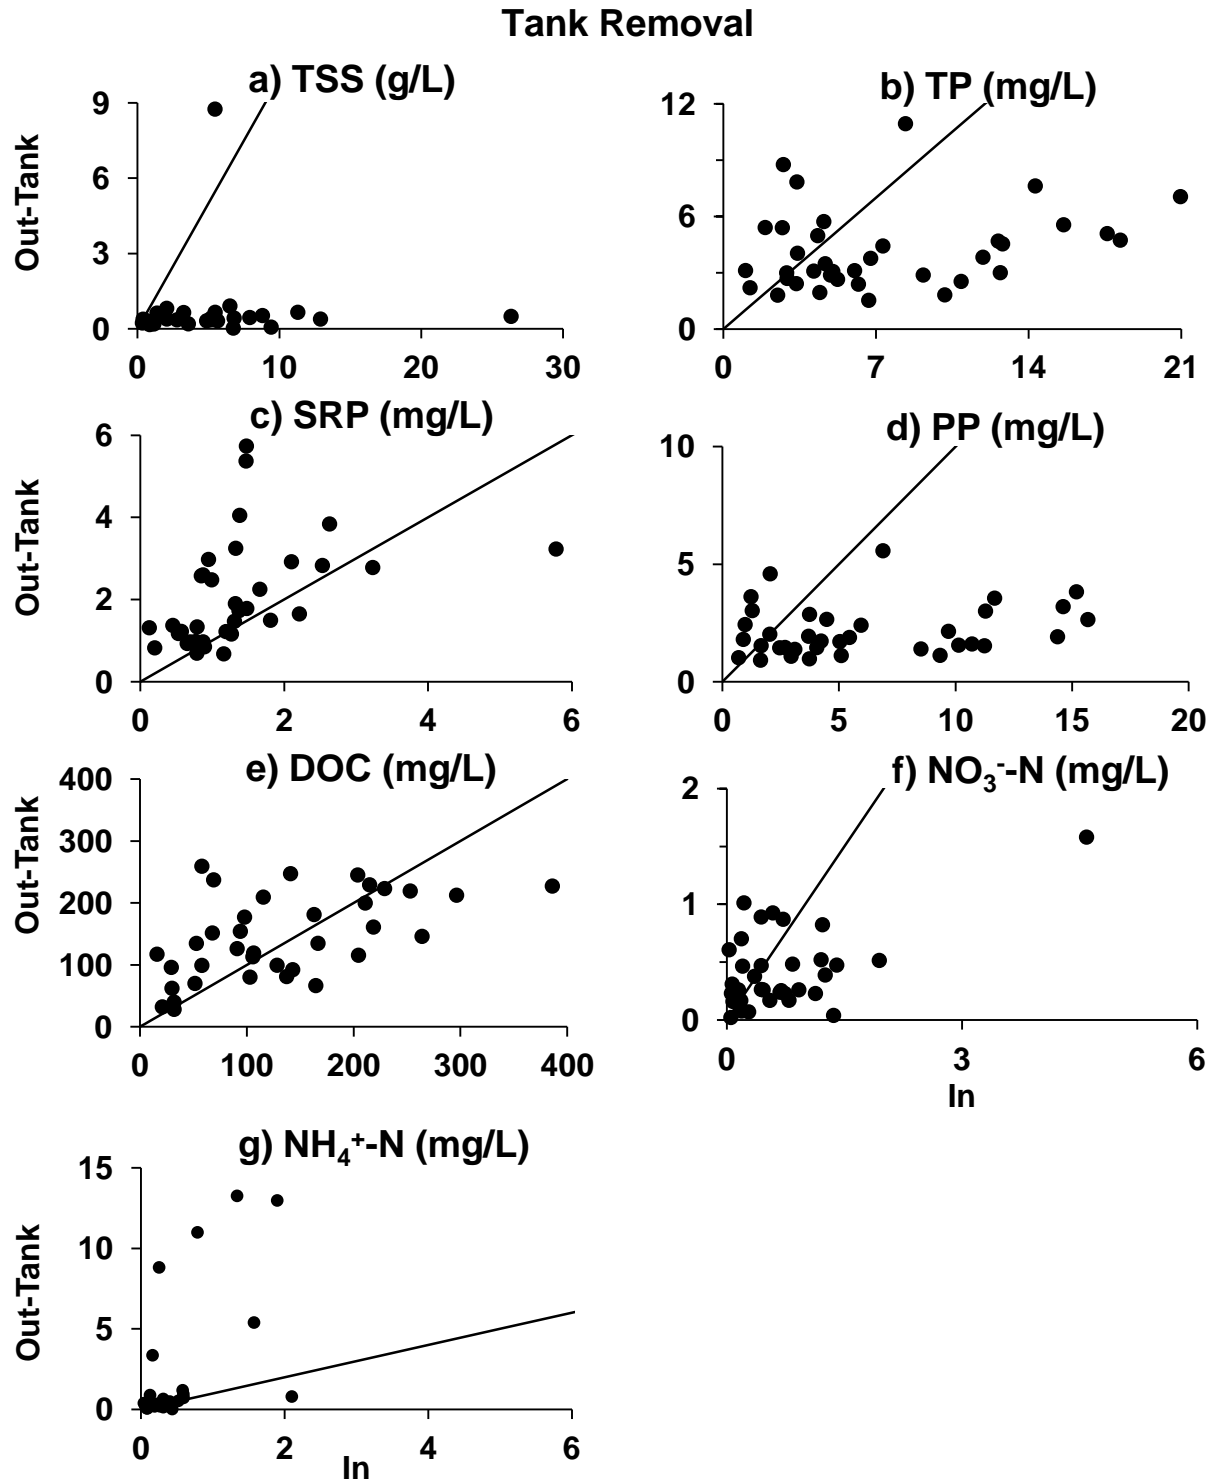 Tank Removal
a) TSS (g/L)
Out-Tank
9
6
3
0
0 10 20 30
b) TP (mg/L)
12
6
0
0 7 14 21
c) SRP (mg/L)
Out-Tank
6
4
2
0
0 2 4 6
d) PP (mg/L)
10
5
0
0 5 10 15 20
e) DOC (mg/L)
Out-Tank
400
300
200
100
0
0 100 200 300 400
f) NO₃⁻-N (mg/L)
2
1
0
0 3 6
In
g) NH₄⁺-N (mg/L)
Out-Tank
15
10
5
0
0 2 4 6
In